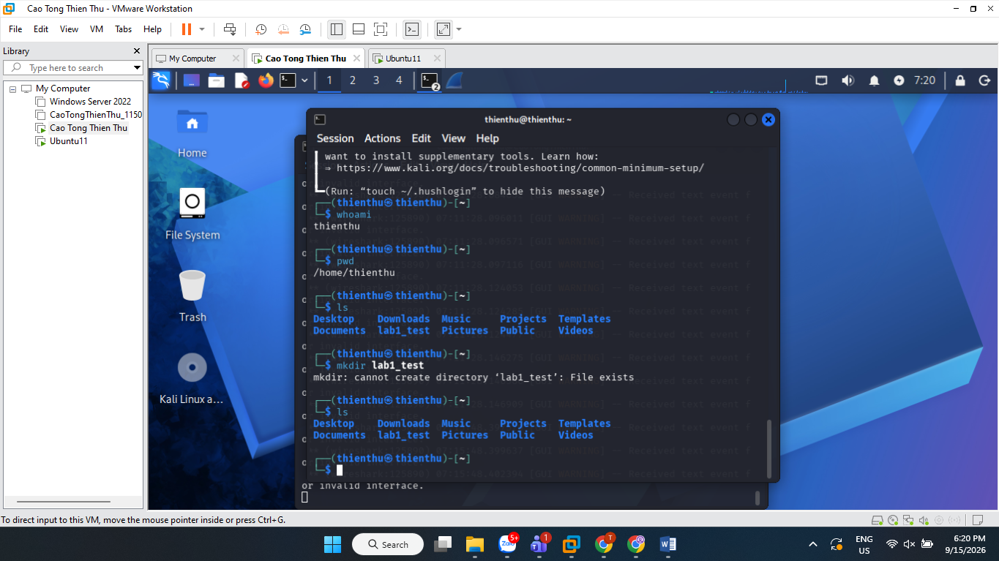 Cao Tong Thien Thu - VMware Workstation
File Edit View VM Tabs Help
Library
Type here to search
My Computer
Windows Server 2022
CaoTongThienThu_1150
Cao Tong Thien Thu
Ubuntu11
My Computer Cao Tong Thien Thu Ubuntu11
1 2 3 4 2 7:20
Home
File System
Trash
Kali Linux a...
thienthu@thienthu: ~
Session Actions Edit View Help
want to install supplementary tools. Learn how:
⇒ https://www.kali.org/docs/troubleshooting/common-minimum-setup/
(Run: “touch ~/.hushlogin” to hide this message)
┌──(thienthu㉿thienthu)-[~]
└─$ whoami
thienthu
┌──(thienthu㉿thienthu)-[~]
└─$ pwd
/home/thienthu
┌──(thienthu㉿thienthu)-[~]
└─$ ls
Desktop Downloads Music Projects Templates
Documents lab1_test Pictures Public Videos
┌──(thienthu㉿thienthu)-[~]
└─$ mkdir lab1_test
mkdir: cannot create directory ‘lab1_test’: File exists
┌──(thienthu㉿thienthu)-[~]
└─$ ls
Desktop Downloads Music Projects Templates
Documents lab1_test Pictures Public Videos
┌──(thienthu㉿thienthu)-[~]
└─$
or invalid interface.
To direct input to this VM, move the mouse pointer inside or press Ctrl+G.
Search
5+
Zalo
1
T
ENG
US
6:20 PM
9/15/2026